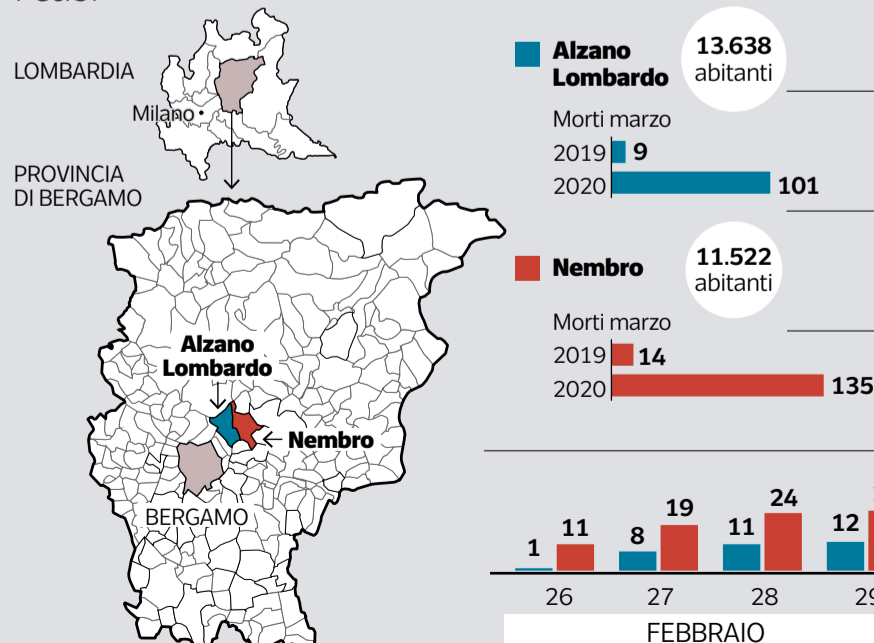 LOMBARDIA
Milano
PROVINCIA
DI BERGAMO
Alzano
Lombardo
Nembro
BERGAMO
Alzano
Lombardo
13.638
abitanti
Morti marzo
2019 9
2020 101
Nembro
11.522
abitanti
Morti marzo
2019 14
2020 135
1 11 8 19 11 24 12
26 27 28 29
FEBBRAIO